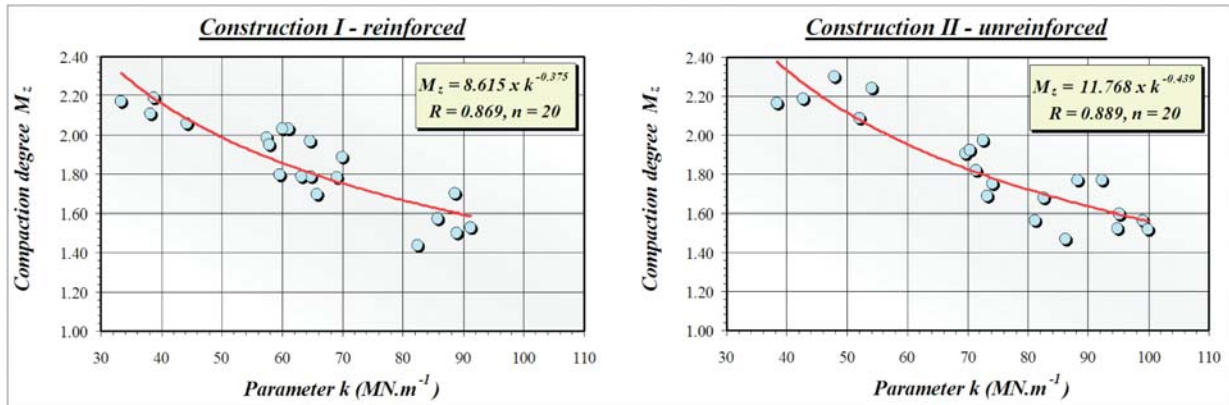 Construction I - reinforced
Compaction degree Mz
2.40
2.20
2.00
1.80
1.60
1.40
1.20
1.00
Mz = 8.615 x k^-0.375
R = 0.869, n = 20
30 40 50 60 70 80 90 100 110
Parameter k (MN.m^-1)
Construction II - unreinforced
Compaction degree Mz
2.40
2.20
2.00
1.80
1.60
1.40
1.20
1.00
Mz = 11.768 x k^-0.439
R = 0.889, n = 20
30 40 50 60 70 80 90 100 110
Parameter k (MN.m^-1)